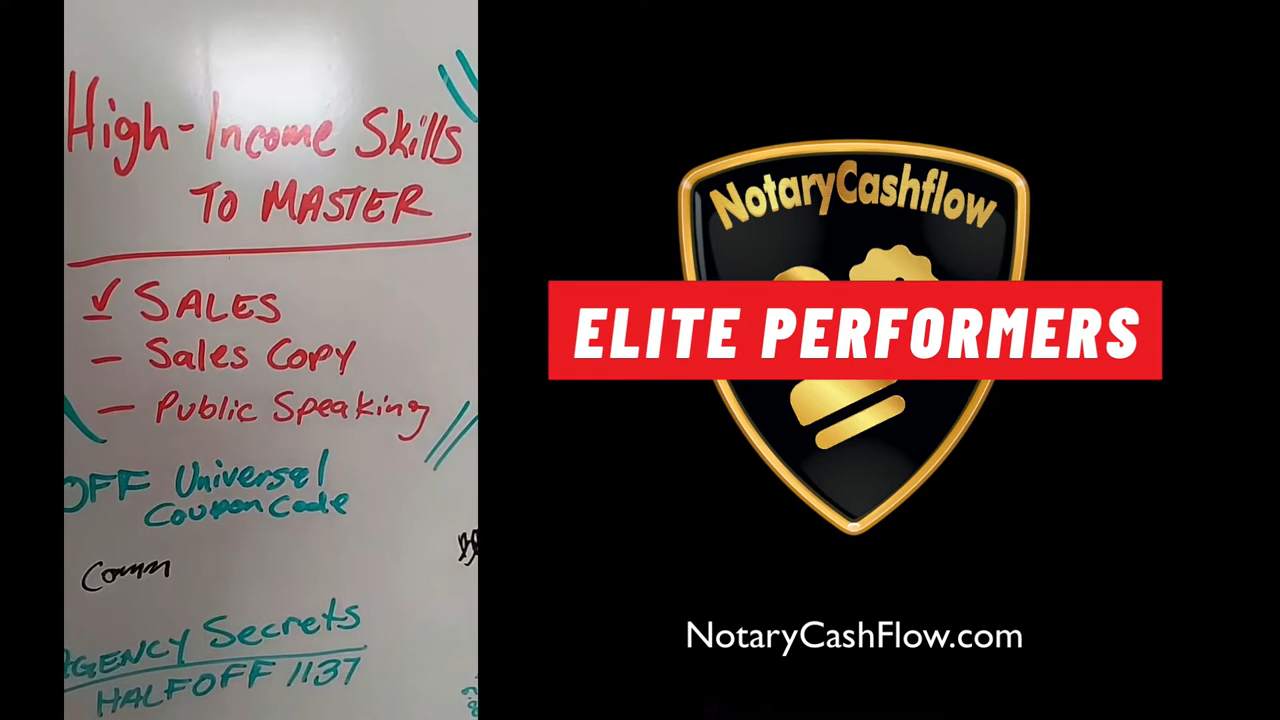 High-Income Skills
TO MASTER
SALES
- Sales Copy
- Public Speaking
OFF Universal
Coupon Code
Comm
AGENCY Secrets
HALFOFF 1137
NotaryCashflow
ELITE PERFORMERS
NotaryCashFlow.com